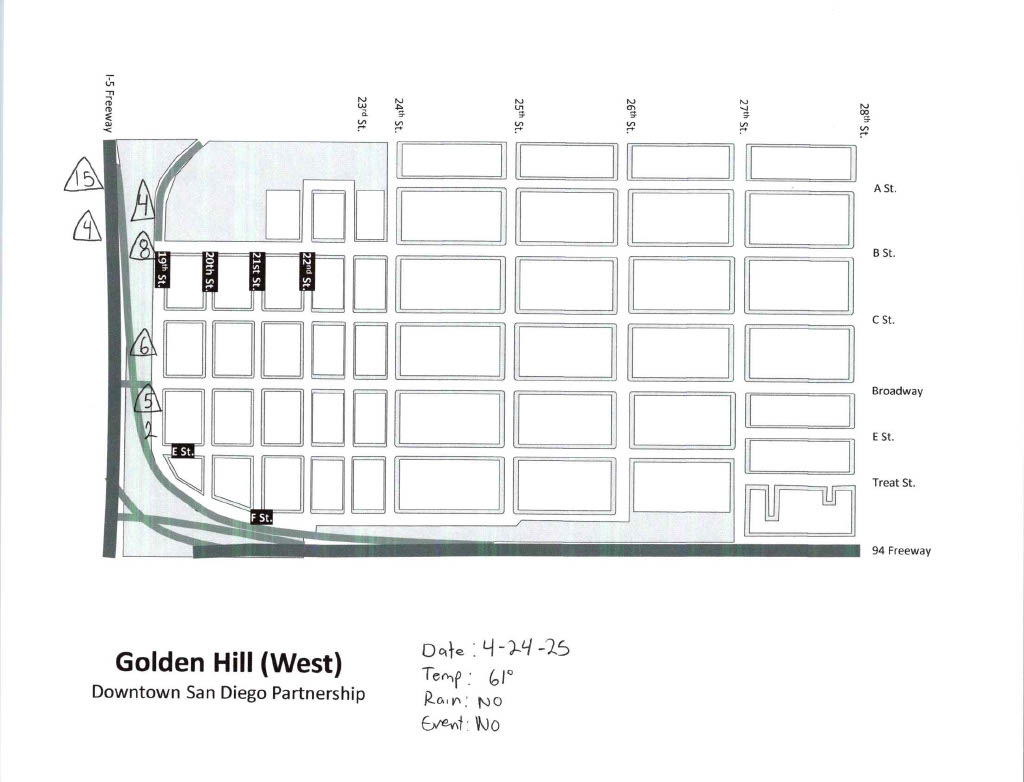 I-5 Freeway
23rd St.
24th St.
25th St.
26th St.
27th St.
28th St.
15
4
A St.
4
8
B St.
19th St.
20th St.
21st St.
22nd St.
C St.
6
Broadway
5
2
E St.
E St.
Treat St.
F St.
94 Freeway
Golden Hill (West)
Downtown San Diego Partnership
Date: 4-24-25
Temp: 61°
Rain: NO
Event: NO